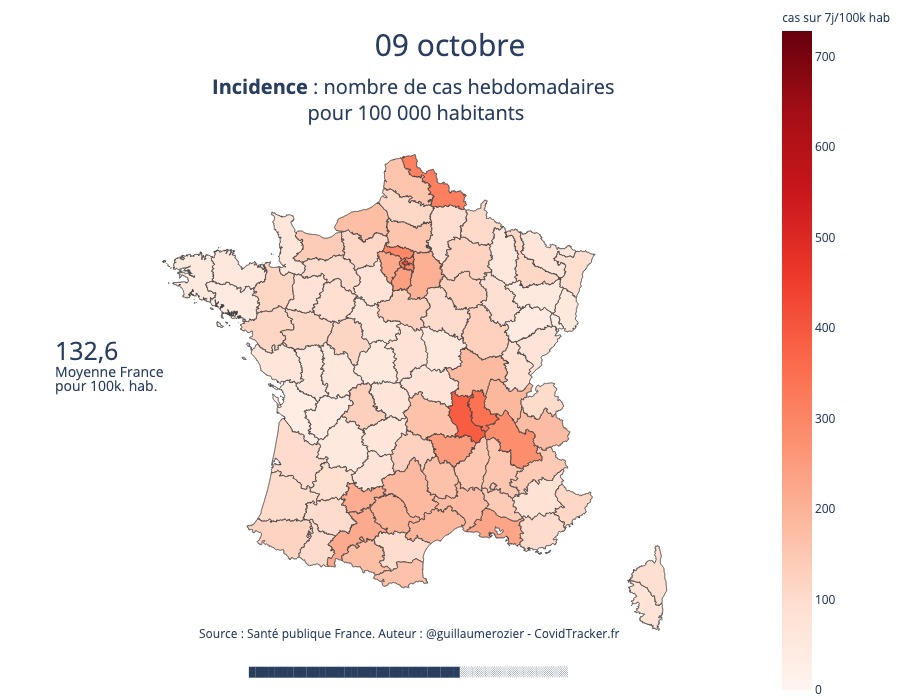 cas sur 7j/100k hab
09 octobre
Incidence : nombre de cas hebdomadaires
pour 100 000 habitants
700
600
500
400
300
200
100
0
132,6
Moyenne France
pour 100k. hab.
Source : Santé publique France. Auteur : @guillaumerozier - CovidTracker.fr